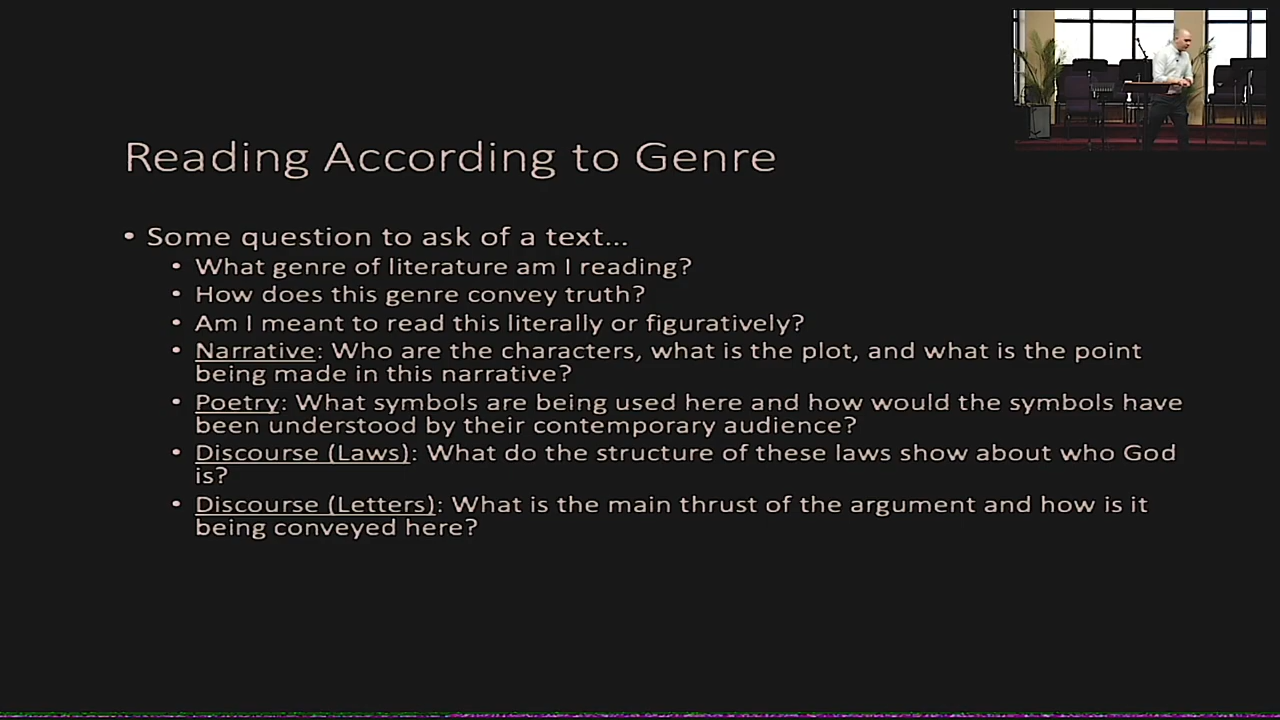 Reading According to Genre
• Some question to ask of a text...
• What genre of literature am I reading?
• How does this genre convey truth?
• Am I meant to read this literally or figuratively?
• Narrative: Who are the characters, what is the plot, and what is the point
being made in this narrative?
• Poetry: What symbols are being used here and how would the symbols have
been understood by their contemporary audience?
• Discourse (Laws): What do the structure of these laws show about who God
is?
• Discourse (Letters): What is the main thrust of the argument and how is it
being conveyed here?